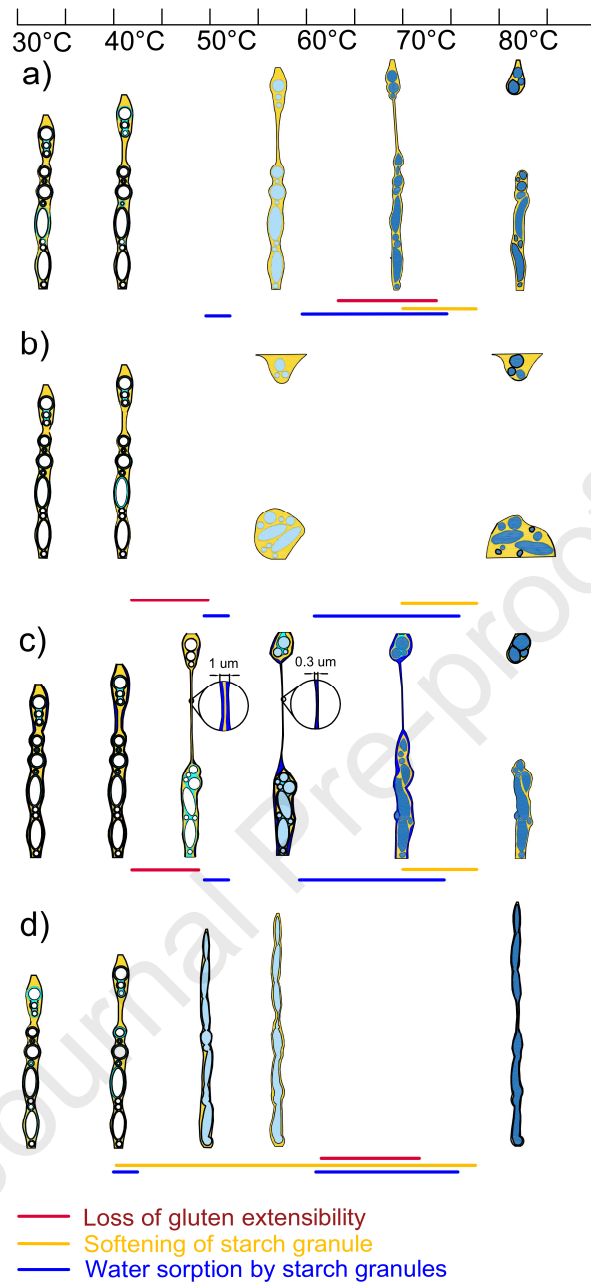 30°C 40°C 50°C 60°C 70°C 80°C
a)
b)
c)
1 um
0.3 um
d)
Journal Pre-proof
Loss of gluten extensibility
Softening of starch granule
Water sorption by starch granules